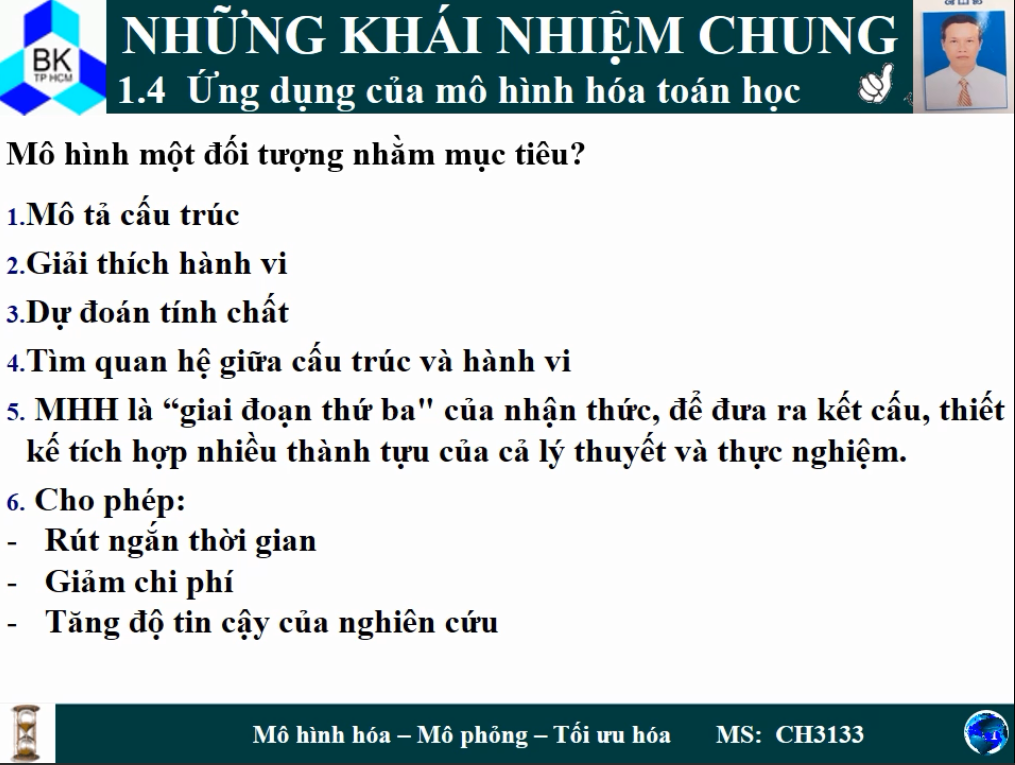 BK
TP HCM
NHỮNG KHÁI NIỆM CHUNG
1.4 Ứng dụng của mô hình hóa toán học
Mô hình một đối tượng nhằm mục tiêu?
1.Mô tả cấu trúc
2.Giải thích hành vi
3.Dự đoán tính chất
4.Tìm quan hệ giữa cấu trúc và hành vi
5. MHH là “giai đoạn thứ ba" của nhận thức, để đưa ra kết cấu, thiết
kế tích hợp nhiều thành tựu của cả lý thuyết và thực nghiệm.
6. Cho phép:
- Rút ngắn thời gian
- Giảm chi phí
- Tăng độ tin cậy của nghiên cứu
Mô hình hóa – Mô phỏng – Tối ưu hóa MS: CH3133